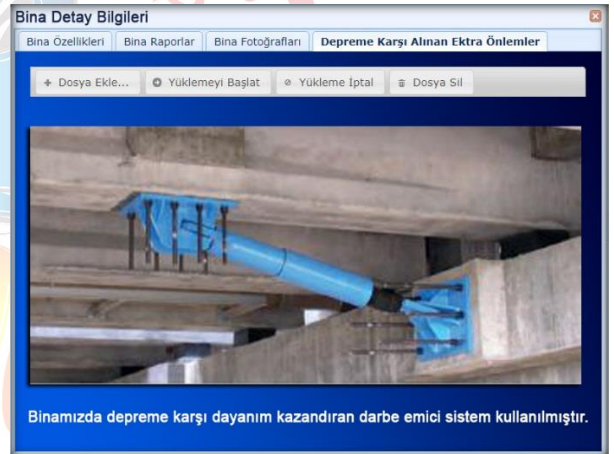 Bina Detay Bilgileri
Bina Özellikleri Bina Raporlar Bina Fotoğrafları Depreme Karşı Alınan Ektra Önlemler
Dosya Ekle... Yüklemeyi Başlat Yükleme İptal Dosya Sil
Binamızda depreme karşı dayanım kazandıran darbe emici sistem kullanılmıştır.